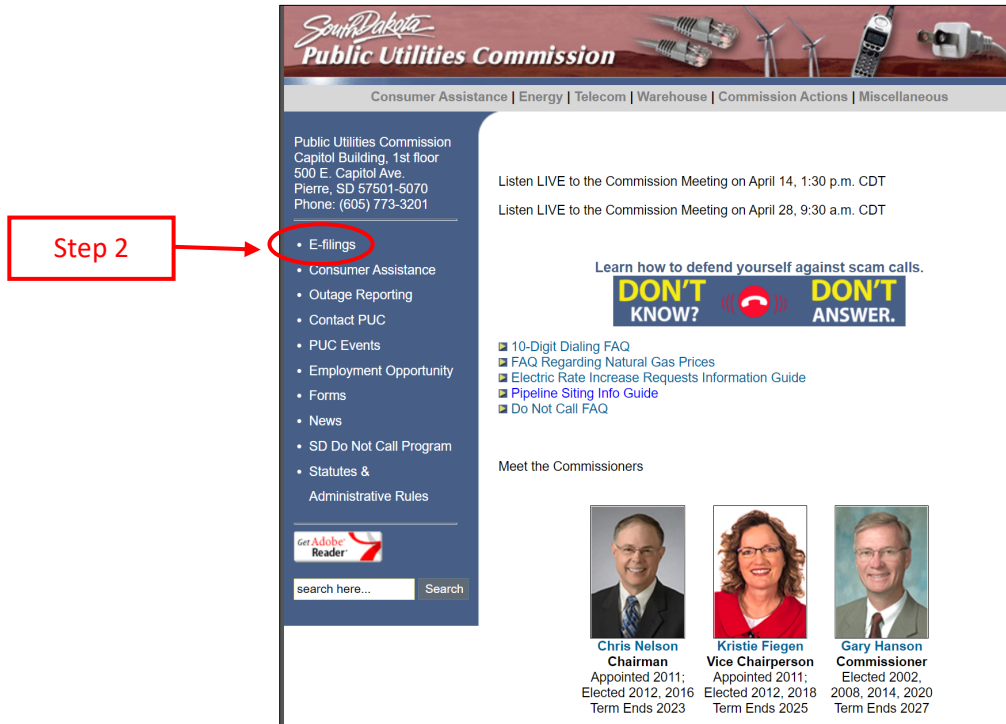 South Dakota
Public Utilities Commission
Consumer Assistance | Energy | Telecom | Warehouse | Commission Actions | Miscellaneous
Public Utilities Commission
Capitol Building, 1st floor
500 E. Capitol Ave.
Pierre, SD 57501-5070
Phone: (605) 773-3201
Step 2
• E-filings
• Consumer Assistance
• Outage Reporting
• Contact PUC
• PUC Events
• Employment Opportunity
• Forms
• News
• SD Do Not Call Program
• Statutes &
Administrative Rules
Get Adobe®
Reader®
search here...
Search
Listen LIVE to the Commission Meeting on April 14, 1:30 p.m. CDT
Listen LIVE to the Commission Meeting on April 28, 9:30 a.m. CDT
Learn how to defend yourself against scam calls.
DON'T
KNOW?
DON'T
ANSWER.
10-Digit Dialing FAQ
FAQ Regarding Natural Gas Prices
Electric Rate Increase Requests Information Guide
Pipeline Siting Info Guide
Do Not Call FAQ
Meet the Commissioners
Chris Nelson
Chairman
Appointed 2011;
Elected 2012, 2016
Term Ends 2023
Kristie Fiegen
Vice Chairperson
Appointed 2011;
Elected 2012, 2018
Term Ends 2025
Gary Hanson
Commissioner
Elected 2002,
2008, 2014, 2020
Term Ends 2027